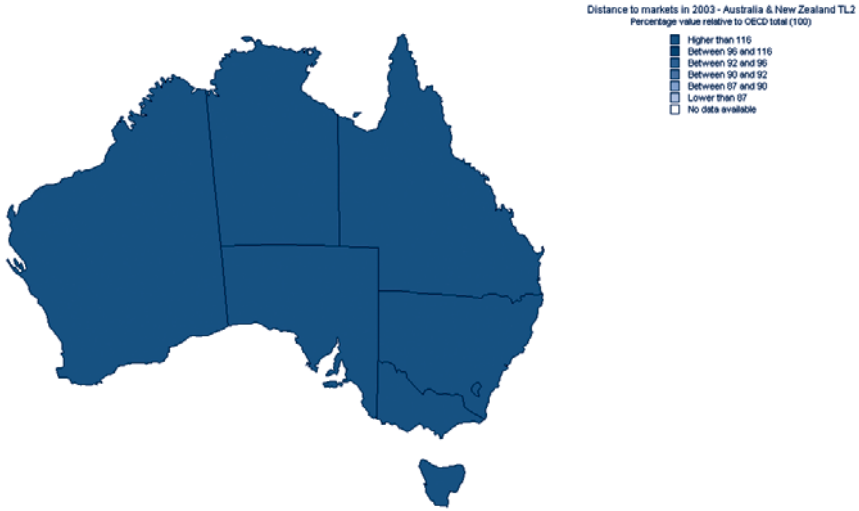 Distance to markets in 2003 - Australia & New Zealand TL2
Percentage value relative to OECD total (100)
Higher than 116
Between 96 and 116
Between 92 and 96
Between 90 and 92
Between 87 and 90
Lower than 87
No data available